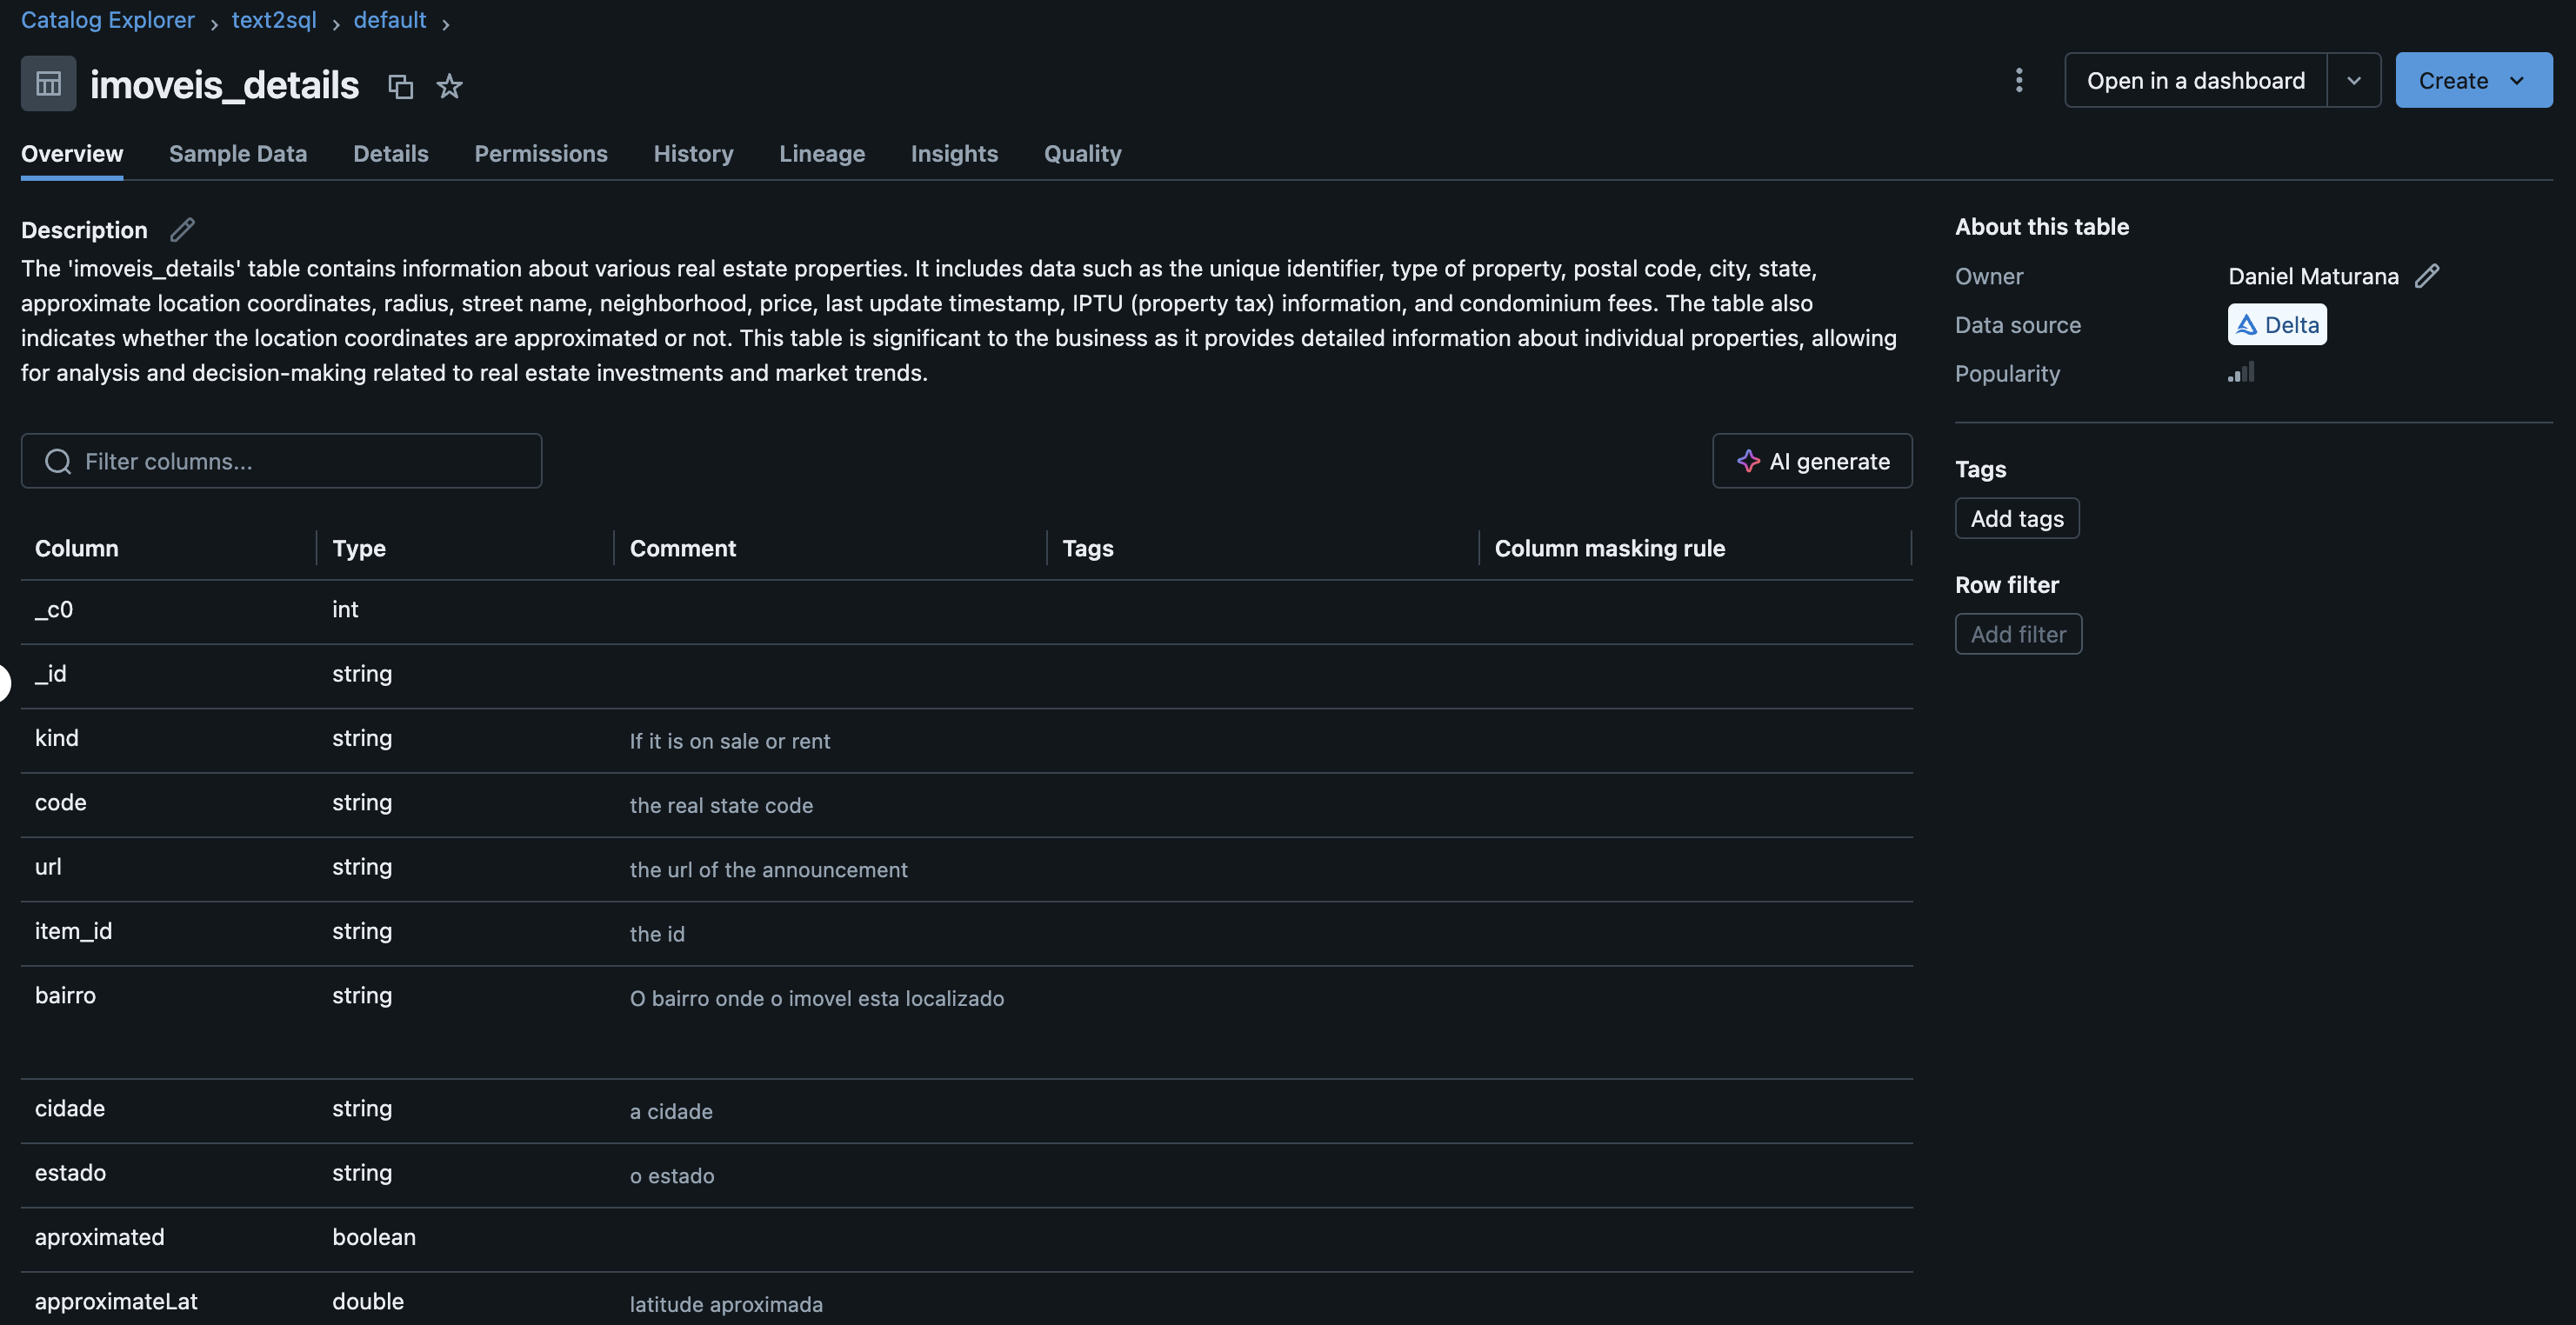 Catalog Explorer > text2sql > default >
imoveis_details
Open in a dashboard
Create
Overview Sample Data Details Permissions History Lineage Insights Quality
Description
The 'imoveis_details' table contains information about various real estate properties. It includes data such as the unique identifier, type of property, postal code, city, state,
approximate location coordinates, radius, street name, neighborhood, price, last update timestamp, IPTU (property tax) information, and condominium fees. The table also
indicates whether the location coordinates are approximated or not. This table is significant to the business as it provides detailed information about individual properties, allowing
for analysis and decision-making related to real estate investments and market trends.
Filter columns...
AI generate
Column Type Comment Tags Column masking rule
_c0 int
_id string
kind string If it is on sale or rent
code string the real state code
url string the url of the announcement
item_id string the id
bairro string O bairro onde o imovel esta localizado
cidade string a cidade
estado string o estado
aproximated boolean
approximateLat double latitude aproximada
About this table
Owner Daniel Maturana
Data source Delta
Popularity
Tags
Add tags
Row filter
Add filter